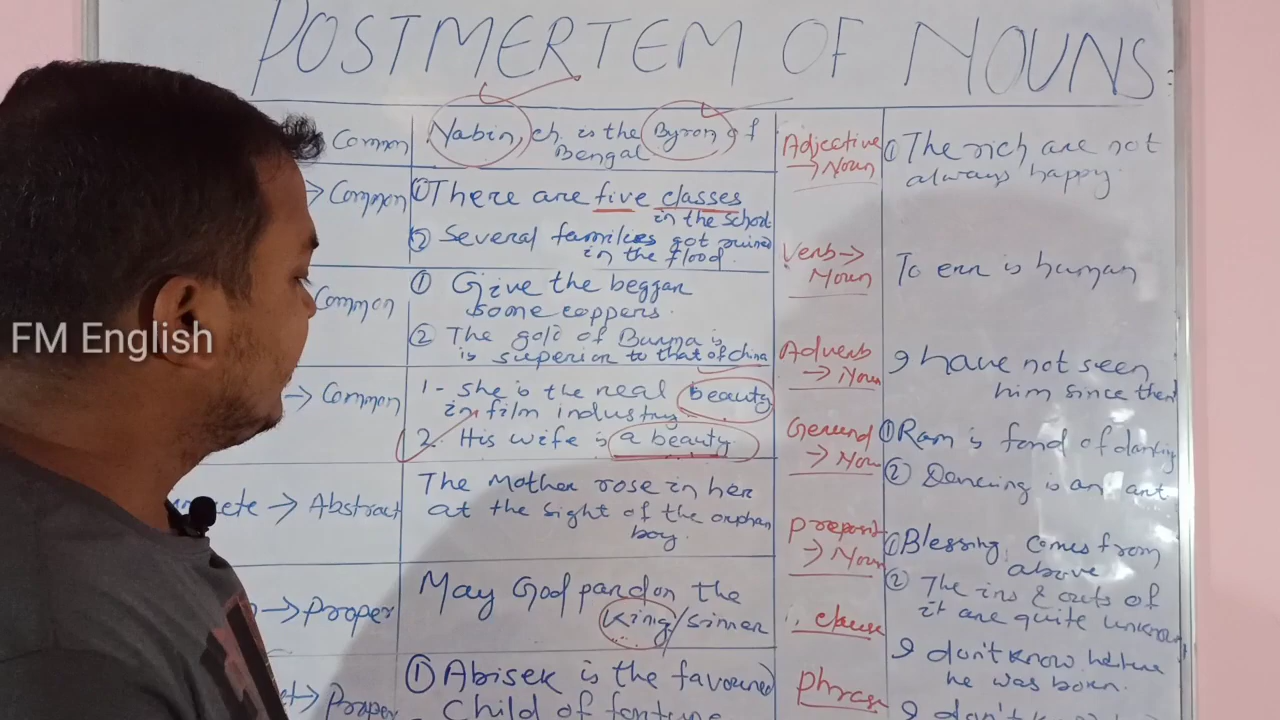 POSTMERTEM OF NOUNS
Common
Nabin, ch. is the Byron of
Bengal
→ Common
① There are five classes
in the school
② Several families got ruined
in the flood.
Common
① Give the beggar
some coppers.
② The gold of Burma is
is superior to that of china
→ Common
1- She is the real beauty
in film industry
2. His wife is a beauty
→ Abstract
The Mother rose in her
at the sight of the orphan
boy.
→ Proper
May God pardon the
King/sinner
→ Proper
① Abisek is the favoured
Child of fortune
Adjective
→ Noun
① The rich are not
always happy.
Verb →
Noun
To err is human
Adverb
→ Noun
I have not seen
him since then
Gerund
→ Noun
① Ram is fond of dancing
② Dancing is an art
preposit
→ Noun
① Blessing comes from
above
② The ins & outs of
it are quite unknown
clause
I don't know
he was born.
phrase
I don't know
FM English